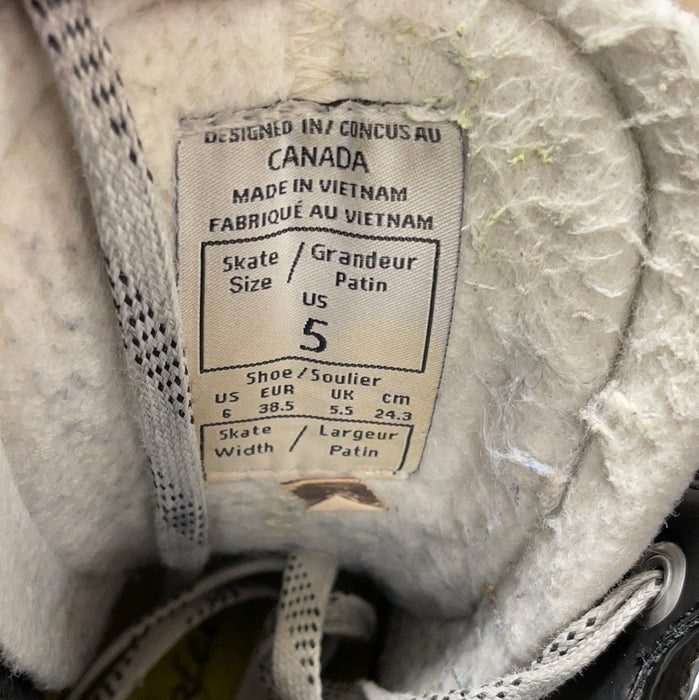 DESIGNED IN / CONCUS AU
CANADA
MADE IN VIETNAM
FABRIQUÉ AU VIETNAM
Skate Size / Grandeur Patin
US
5
Shoe / Soulier
US EUR UK cm
6 38.5 5.5 24.3
Skate Width / Largeur Patin